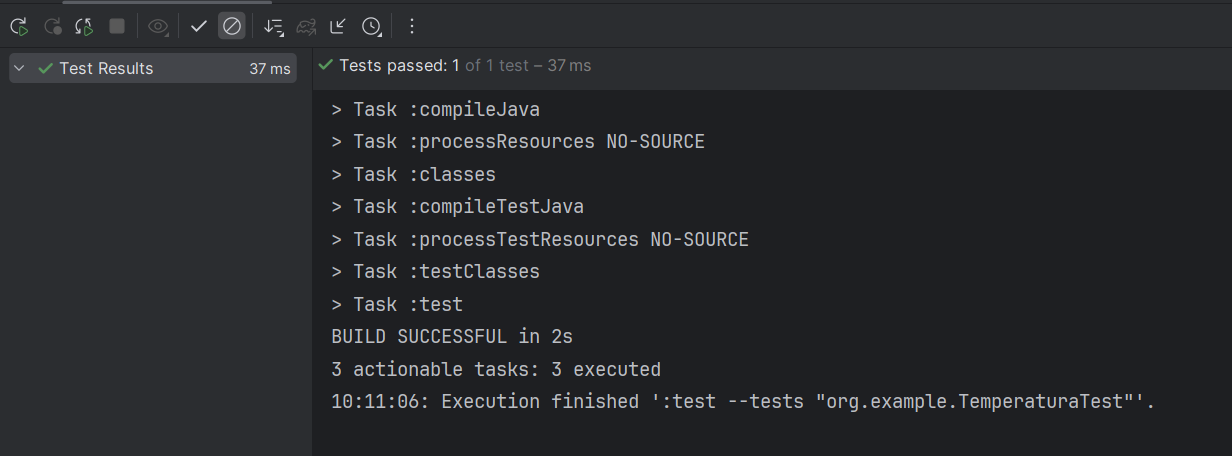 Test Results 37 ms
Tests passed: 1 of 1 test – 37 ms
> Task :compileJava
> Task :processResources NO-SOURCE
> Task :classes
> Task :compileTestJava
> Task :processTestResources NO-SOURCE
> Task :testClasses
> Task :test
BUILD SUCCESSFUL in 2s
3 actionable tasks: 3 executed
10:11:06: Execution finished ':test --tests "org.example.TemperaturaTest"'.